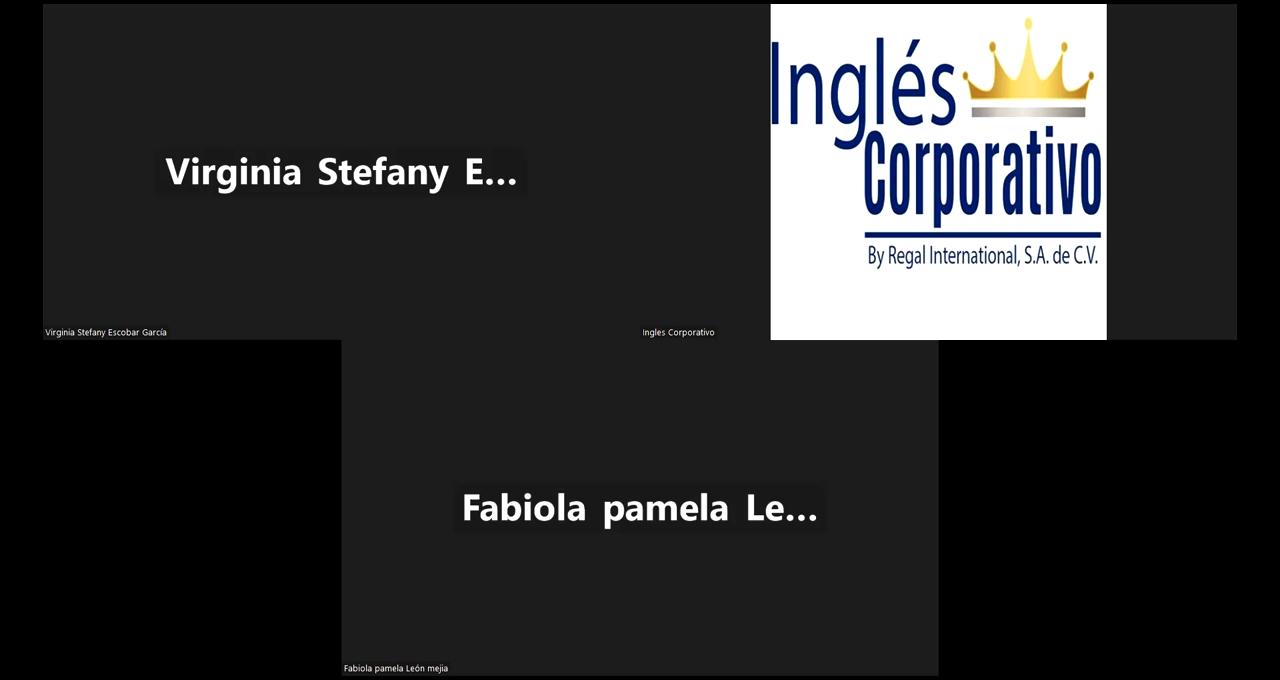 Virginia Stefany E...
Virginia Stefany Escobar García
Inglés
Corporativo
By Regal International, S.A. de C.V.
Ingles Corporativo
Fabiola pamela Le...
Fabiola pamela León mejia